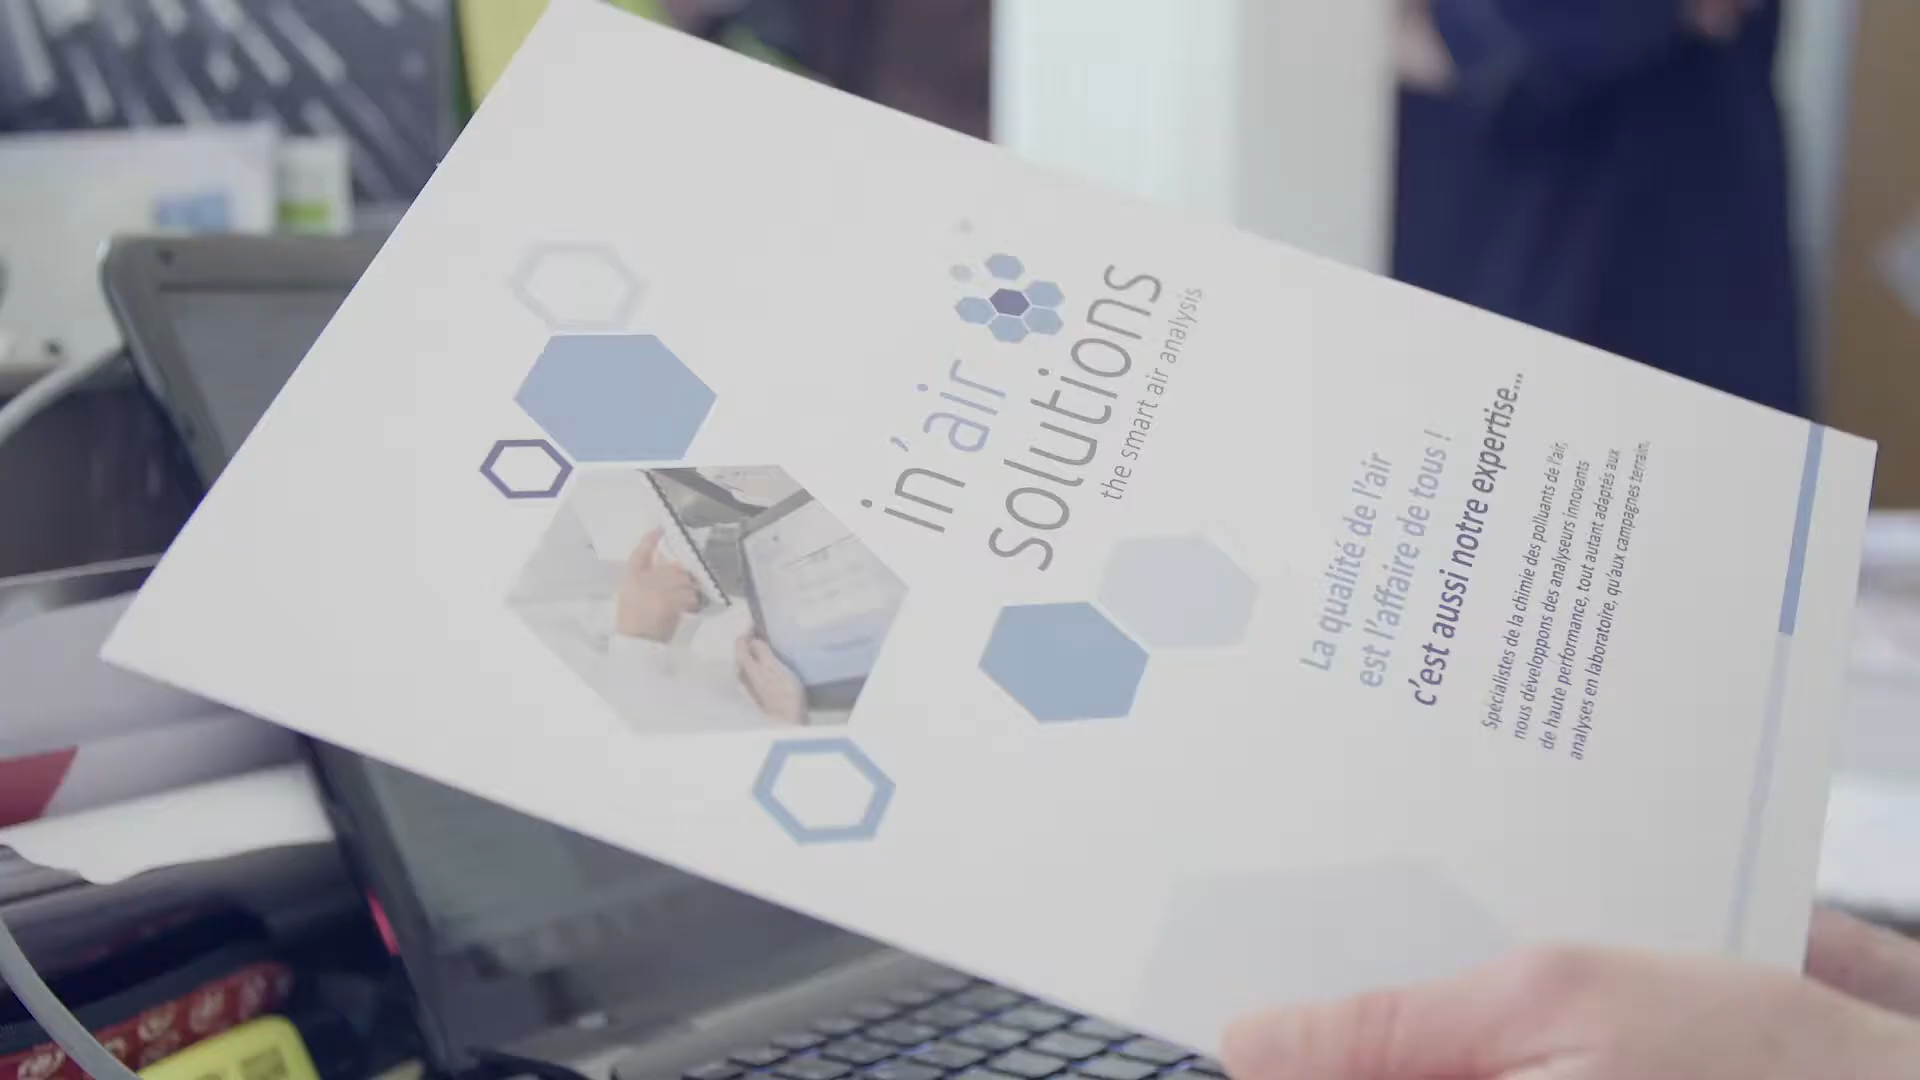 in'air
solutions
the smart air analysis
La qualité de l'air
est l'affaire de tous !
c'est aussi notre expertise...
Spécialistes de la chimie des polluants de l'air,
nous développons des analyseurs innovants
de haute performance, tout autant adaptés aux
analyses en laboratoire, qu'aux campagnes terrain.